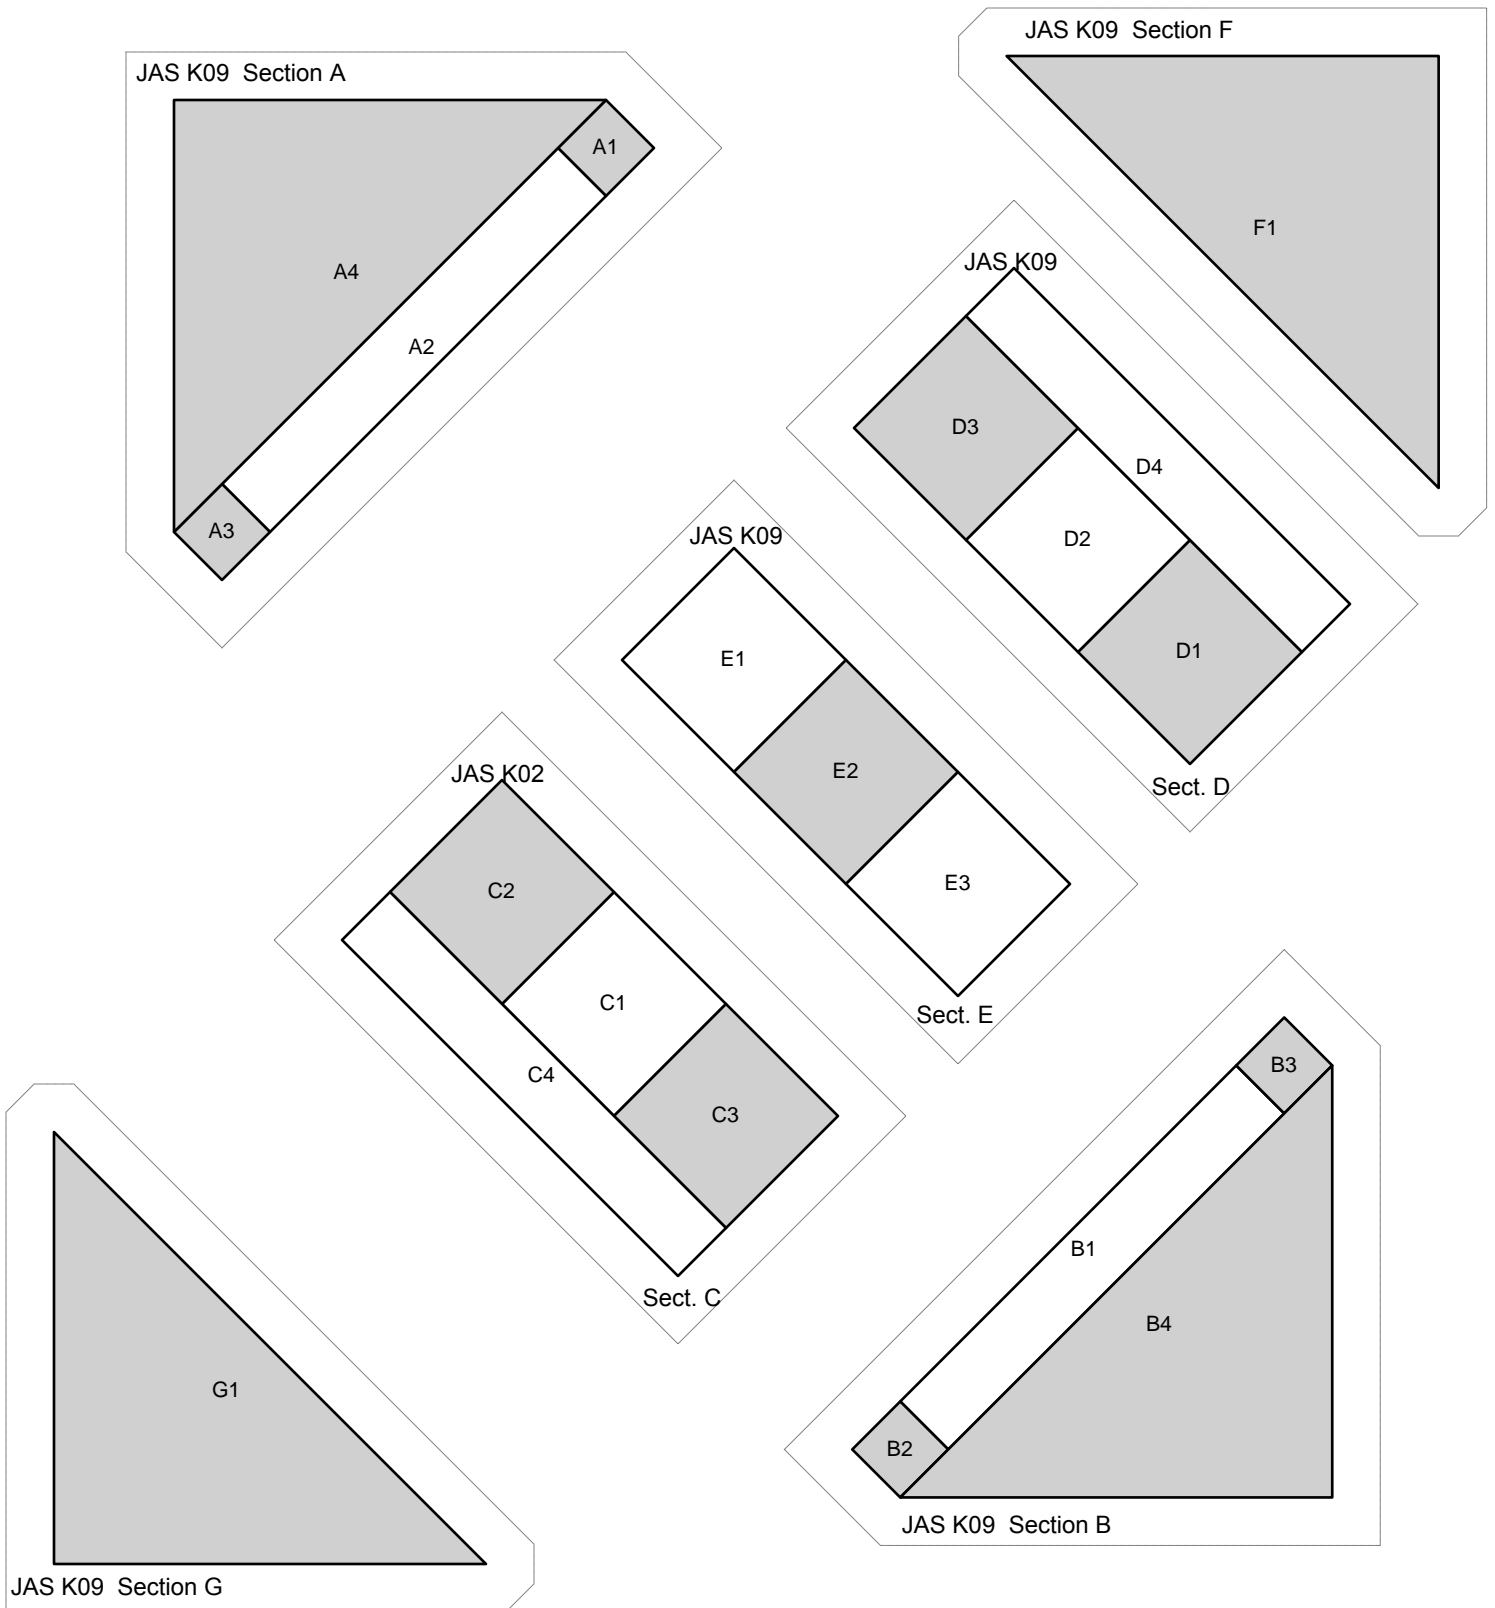 JAS K09 Section F
JAS K09 Section A
A1
F1
JAS K09
A4
A2
D3
D4
A3
JAS K09
D2
D1
E1
JAS K02
E2
Sect. D
C2
E3
C1
Sect. E
C4
B3
C3
B1
Sect. C
B4
G1
B2
JAS K09 Section B
JAS K09 Section G